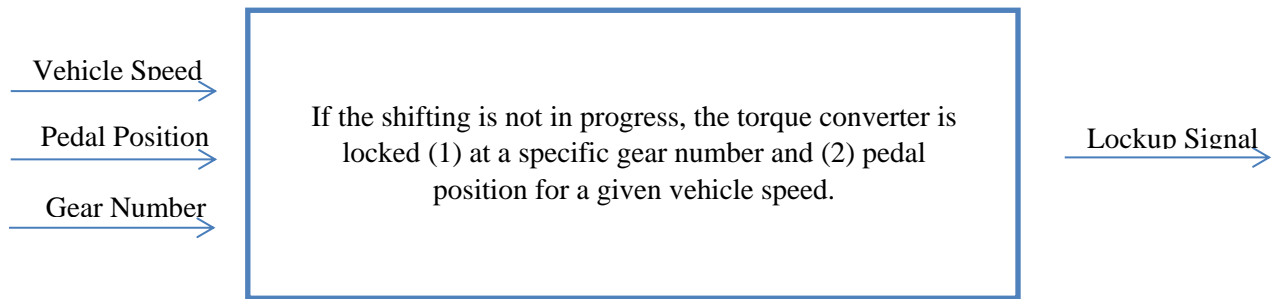 Vehicle Speed
Pedal Position
Gear Number
If the shifting is not in progress, the torque converter is
locked (1) at a specific gear number and (2) pedal
position for a given vehicle speed.
Lockup Signal